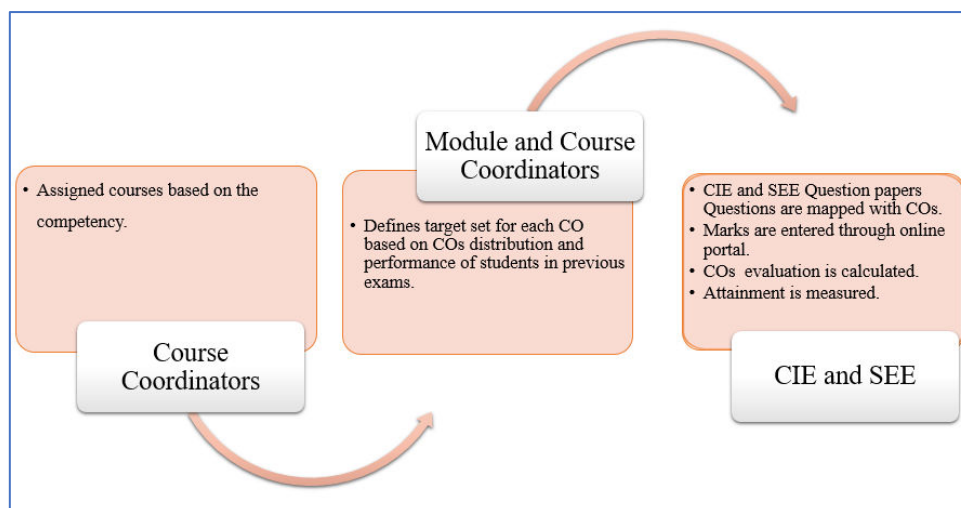 • Assigned courses based on the
competency.
Course
Coordinators
Module and Course
Coordinators
• Defines target set for each CO
based on COs distribution and
performance of students in previous
exams.
• CIE and SEE Question papers
Questions are mapped with COs.
• Marks are entered through online
portal.
• COs evaluation is calculated.
• Attainment is measured.
CIE and SEE